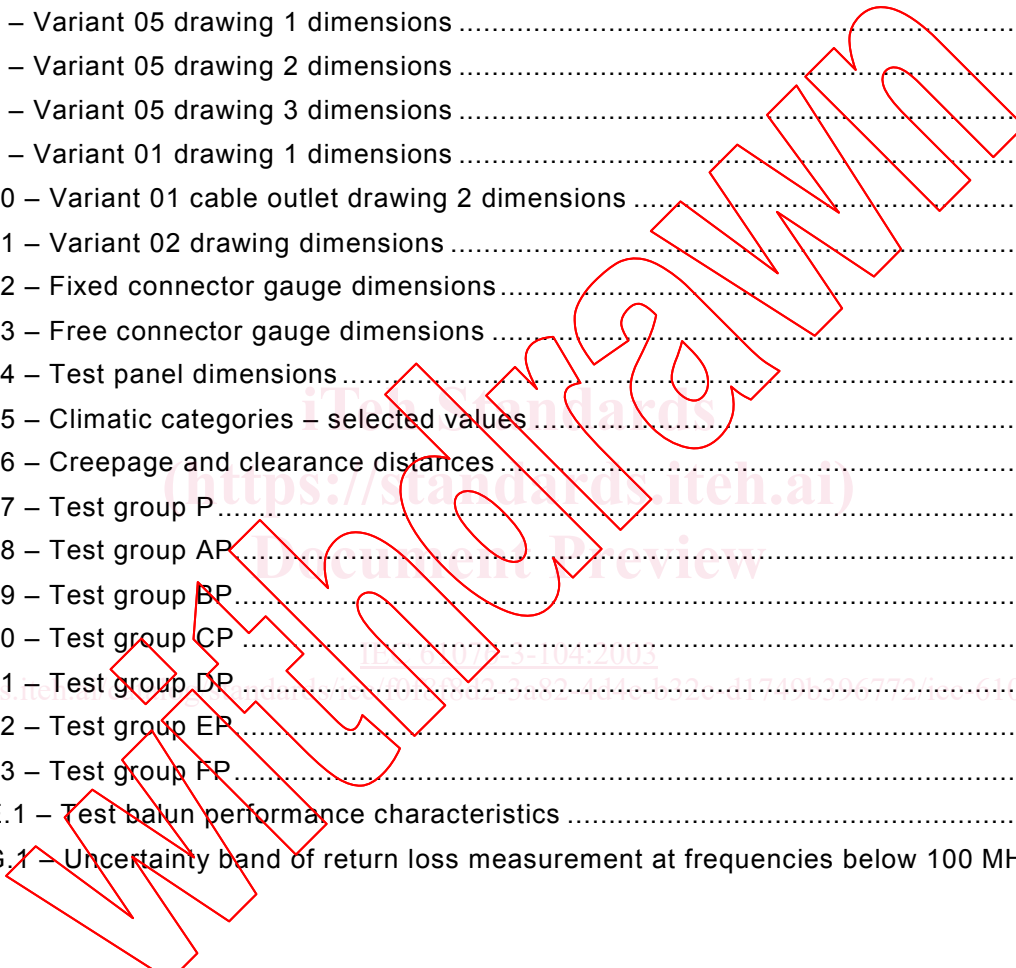 – Variant 05 drawing 1 dimensions
– Variant 05 drawing 2 dimensions
– Variant 05 drawing 3 dimensions
– Variant 01 drawing 1 dimensions
0 – Variant 01 cable outlet drawing 2 dimensions
1 – Variant 02 drawing dimensions
2 – Fixed connector gauge dimensions
3 – Free connector gauge dimensions
4 – Test panel dimensions
iTeh Standards
5 – Climatic categories – selected values
6 – Creepage and clearance distances
(https://standards.iteh.ai)
7 – Test group P
8 – Test group AP
Document Preview
9 – Test group BP
0 – Test group CP
IEC 61076-3-104:2003
1 – Test group DP
2 – Test group EP
3 – Test group FP
.1 – Test balun performance characteristics
G.1 – Uncertainty band of return loss measurement at frequencies below 100 MH
withdrawn